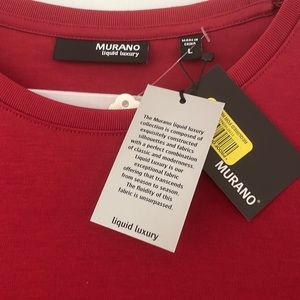 MURANO
liquid luxury
MADE IN
CHINA
L
The Murano liquid luxury
collection is composed of
exquisitely constructed
silhouettes and fabrics
with a perfect combination
of classic and modernness.
Liquid Luxury is our
exceptional fabric
offering that transcends
from season to season.
The fluidity of this
fabric is unsurpassed.
liquid luxury
MURANO